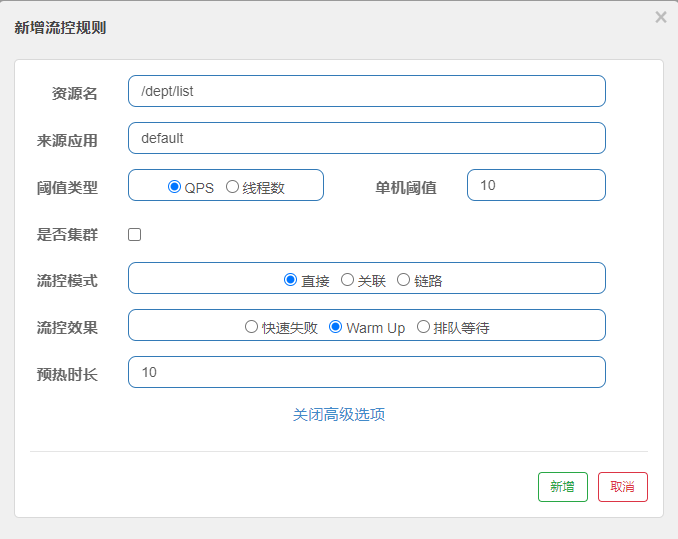 新增流控规则
×
资源名 /dept/list
来源应用 default
阈值类型 QPS 线程数 单机阈值 10
是否集群
流控模式 直接 关联 链路
流控效果 快速失败 Warm Up 排队等待
预热时长 10
关闭高级选项
新增 取消